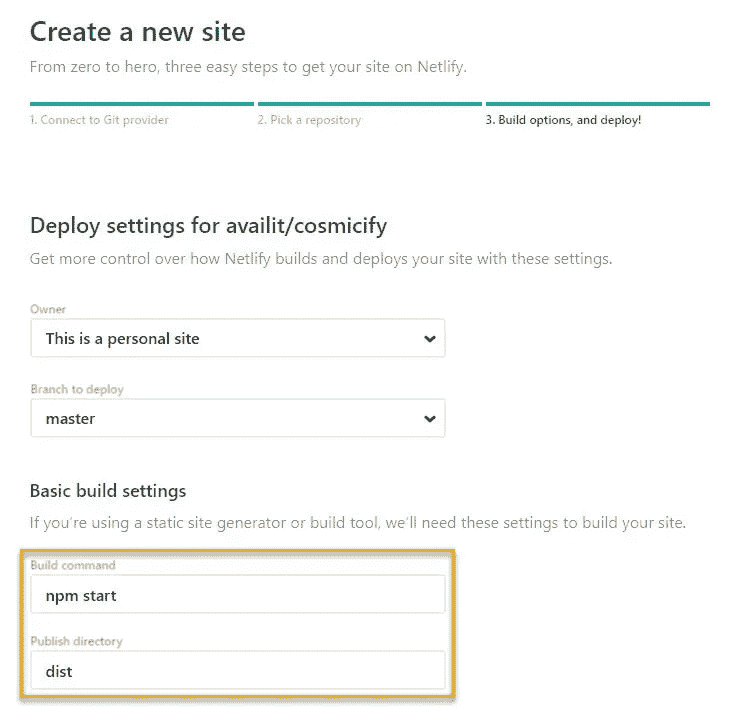 Create a new site
From zero to hero, three easy steps to get your site on Netlify.
1. Connect to Git provider
2. Pick a repository
3. Build options, and deploy!
Deploy settings for availit/cosmicify
Get more control over how Netlify builds and deploys your site with these settings.
Owner
This is a personal site
Branch to deploy
master
Basic build settings
If you're using a static site generator or build tool, we'll need these settings to build your site.
Build command
npm start
Publish directory
dist